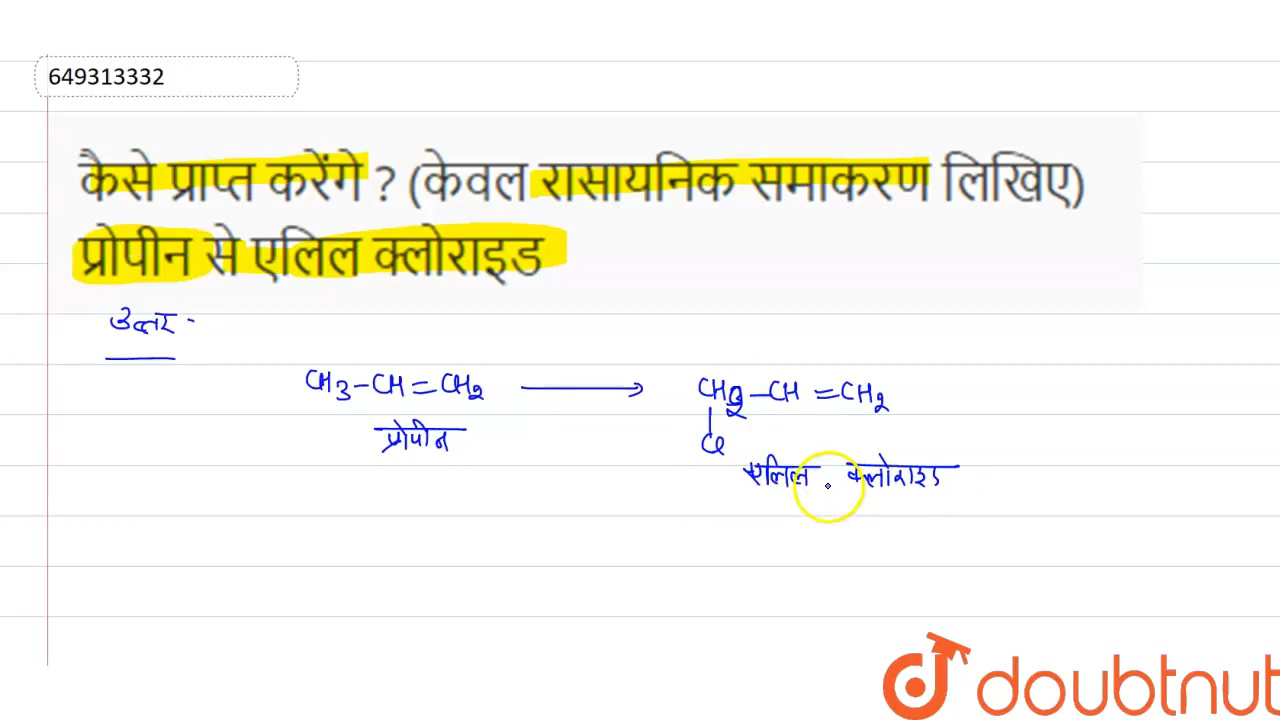 649313332
कैसे प्राप्त करेंगे ? (केवल रासायनिक समाकरण लिखिए)
प्रोपीन से एलिल क्लोराइड
उत्तर -
CH3-CH=CH2 ⟶ CH2-CH=CH2
प्रोपीन
Cl
एलिल क्लोराइड
doubtnut